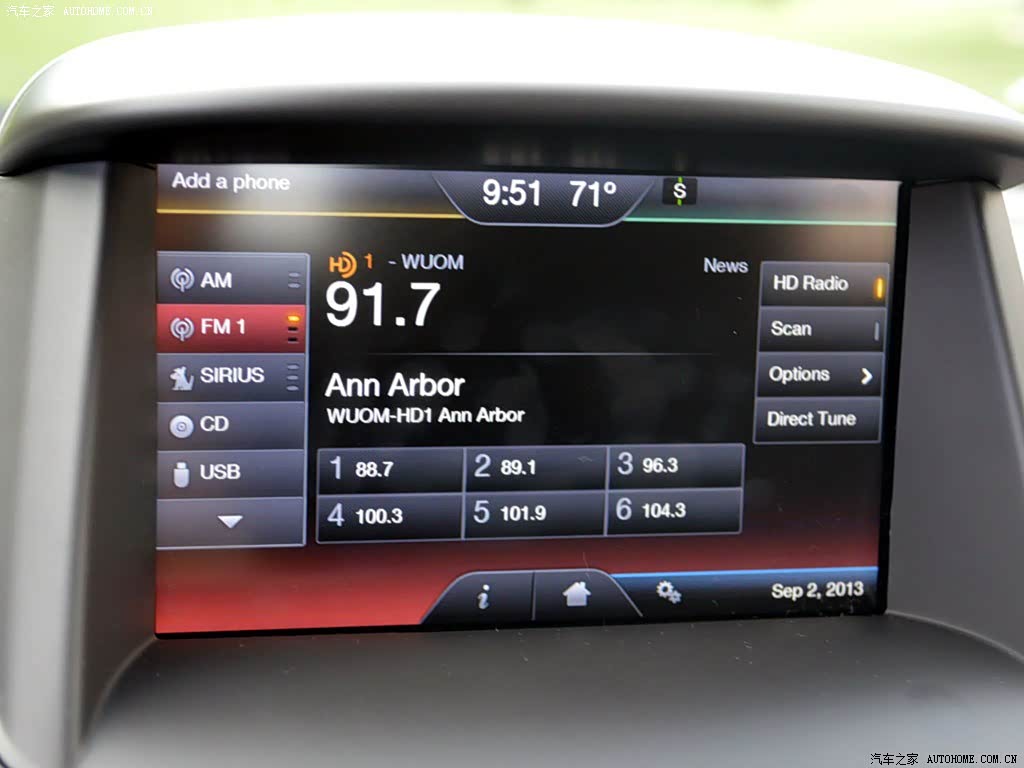 汽车之家 AUTOHOME.COM.CN
Add a phone
9:51 71°
S
AM
FM 1
SIRIUS
CD
USB
HD 1 - WUOM
News
91.7
Ann Arbor
WUOM-HD1 Ann Arbor
1 88.7
2 89.1
3 96.3
4 100.3
5 101.9
6 104.3
HD Radio
Scan
Options
Direct Tune
i
Sep 2, 2013
汽车之家 AUTOHOME.COM.CN